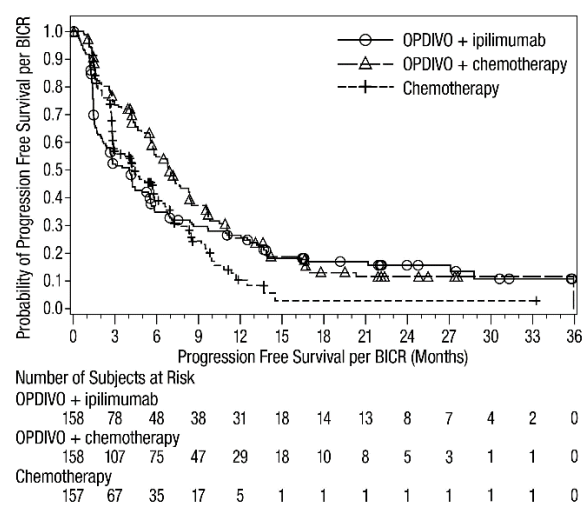 Probability of Progression Free Survival per BICR
1.0
0.9
0.8
0.7
0.6
0.5
0.4
0.3
0.2
0.1
0.0
OPDIVO + ipilimumab
OPDIVO + chemotherapy
Chemotherapy
0 3 6 9 12 15 18 21 24 27 30 33 36
Progression Free Survival per BICR (Months)
Number of Subjects at Risk
OPDIVO + ipilimumab
158 78 48 38 31 18 14 13 8 7 4 2 0
OPDIVO + chemotherapy
158 107 75 47 29 18 10 8 5 3 1 1 0
Chemotherapy
157 67 35 17 5 1 1 1 1 1 1 1 0